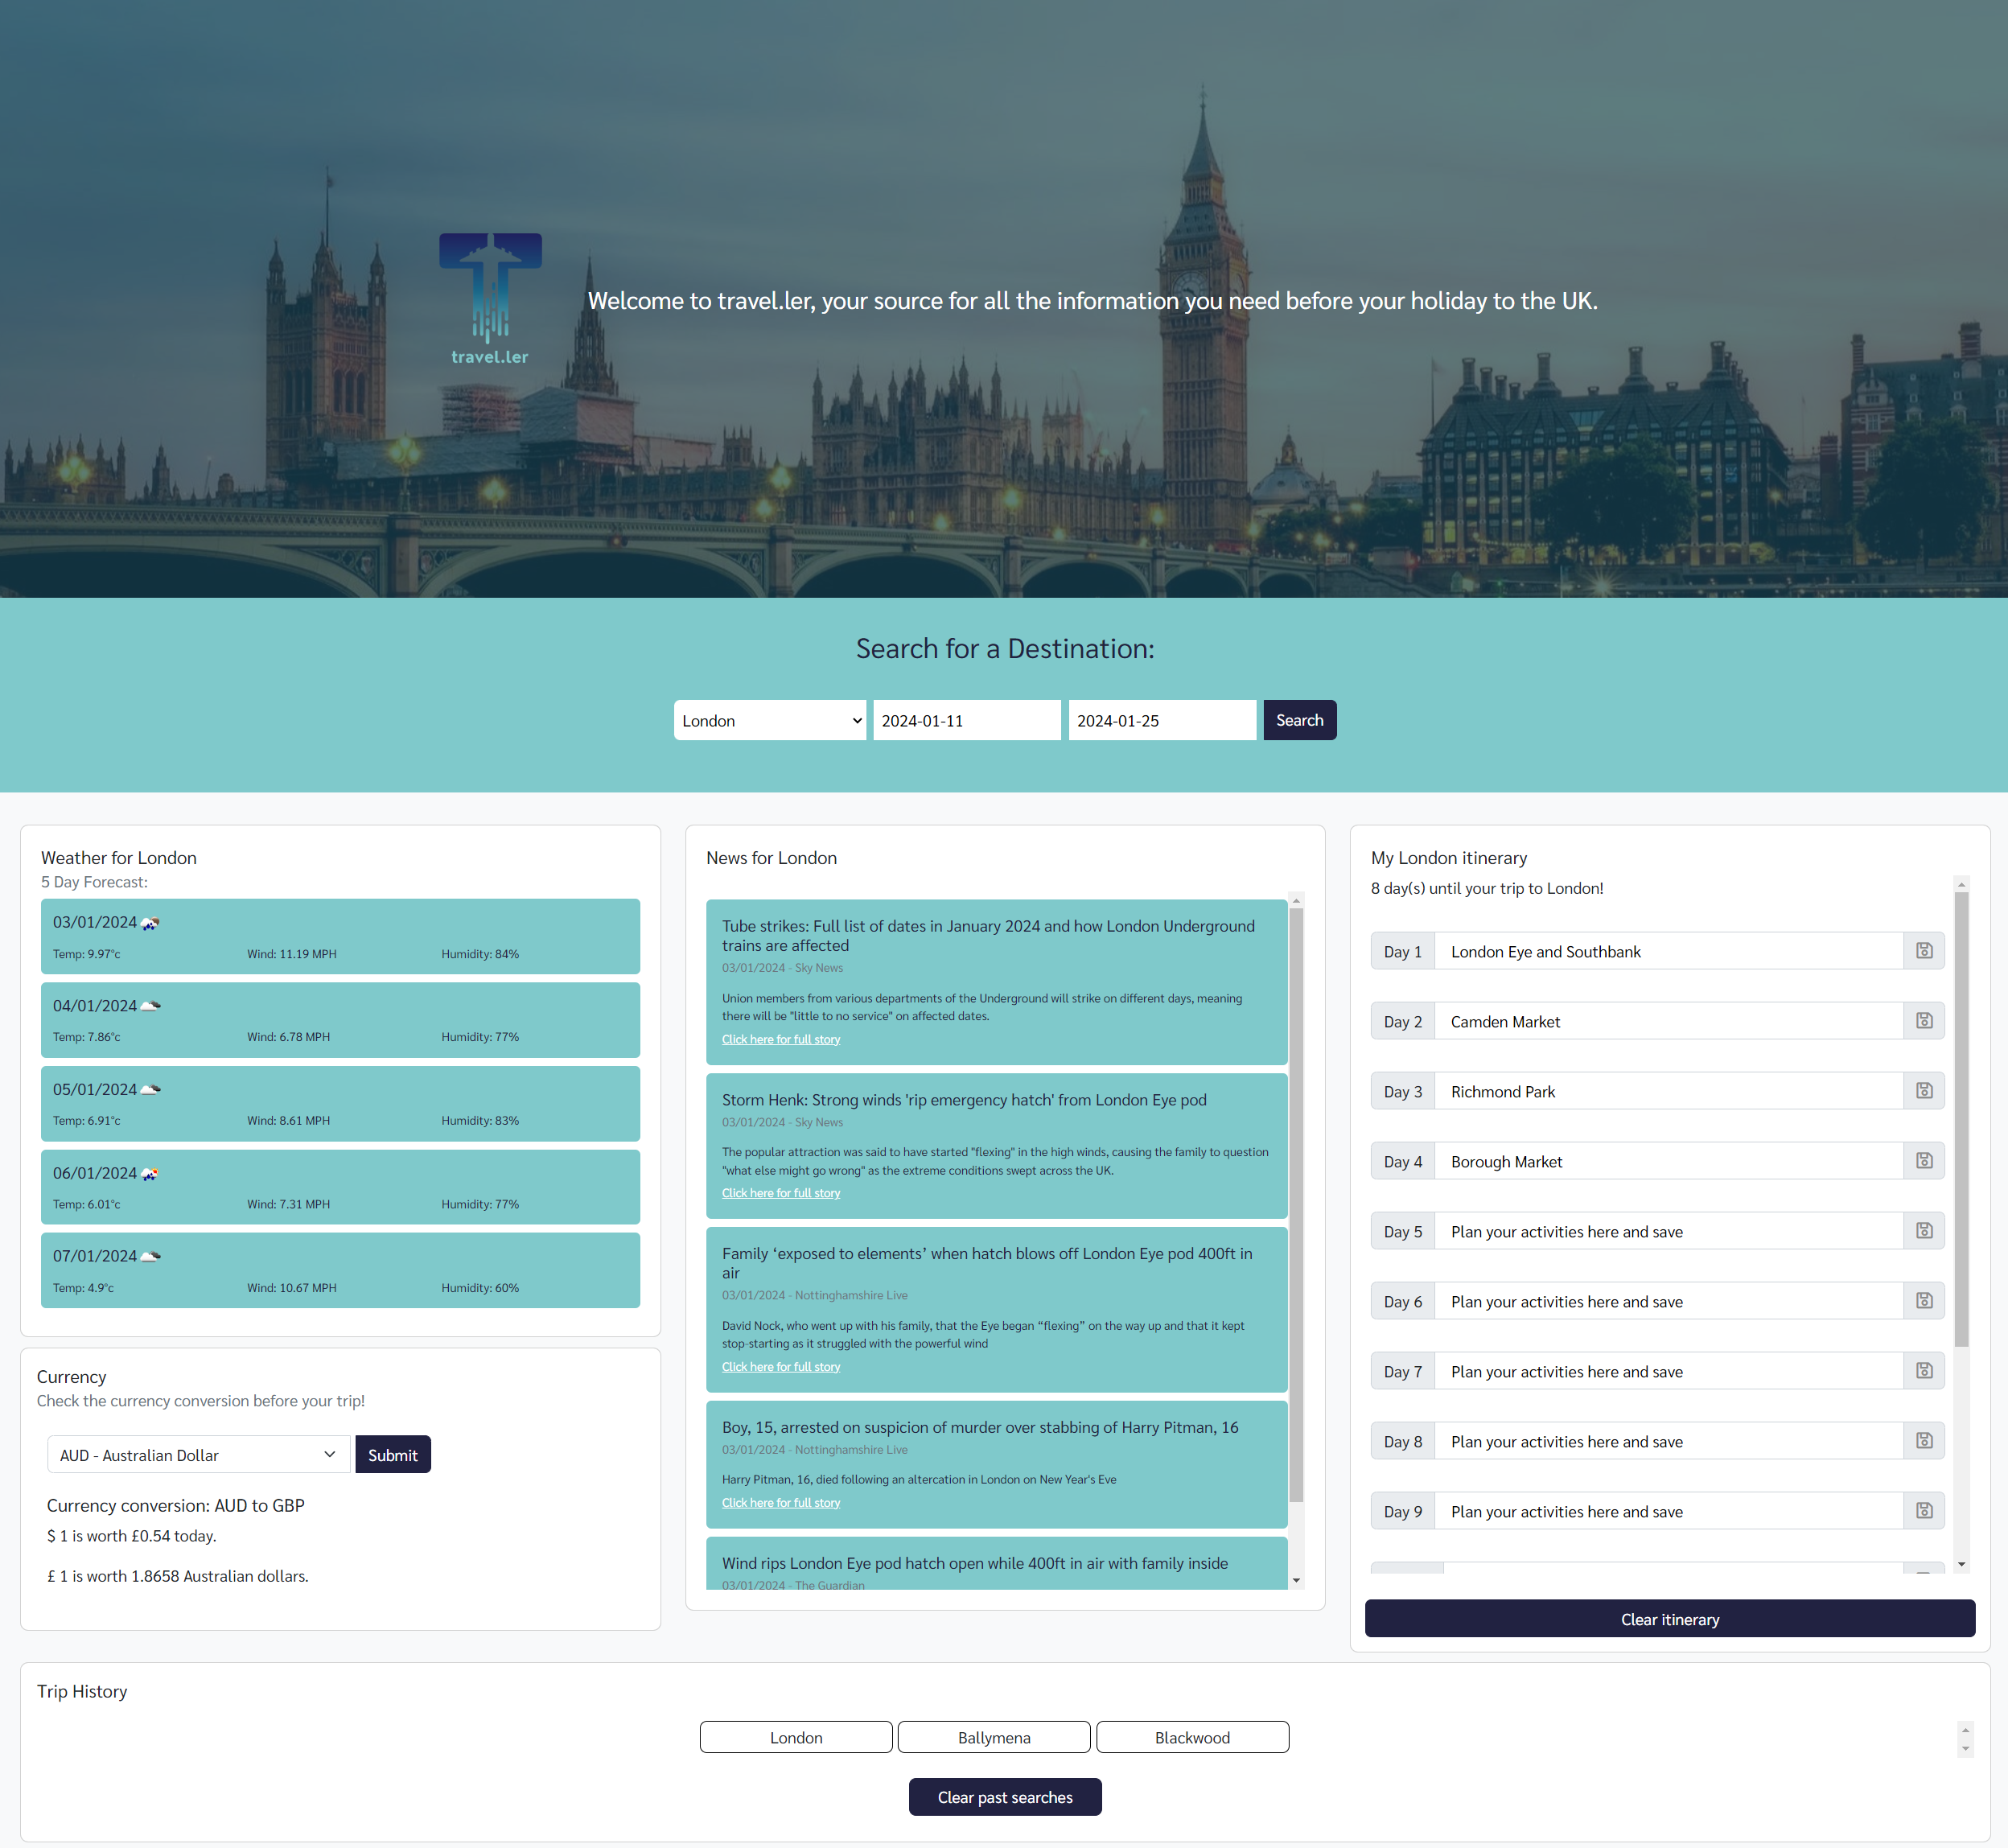 travel.ler
Welcome to travel.ler, your source for all the information you need before your holiday to the UK.
Search for a Destination:
London
2024-01-11
2024-01-25
Search
Weather for London
5 Day Forecast:
03/01/2024
Temp: 9.97°c
Wind: 11.19 MPH
Humidity: 84%
04/01/2024
Temp: 7.86°c
Wind: 6.78 MPH
Humidity: 77%
05/01/2024
Temp: 6.91°c
Wind: 8.61 MPH
Humidity: 83%
06/01/2024
Temp: 6.01°c
Wind: 7.31 MPH
Humidity: 77%
07/01/2024
Temp: 4.9°c
Wind: 10.67 MPH
Humidity: 60%
Currency
Check the currency conversion before your trip!
AUD - Australian Dollar
Submit
Currency conversion: AUD to GBP
$ 1 is worth £0.54 today.
£ 1 is worth 1.8658 Australian dollars.
News for London
Tube strikes: Full list of dates in January 2024 and how London Underground
trains are affected
03/01/2024 - Sky News
Union members from various departments of the Underground will strike on different days, meaning
there will be "little to no service" on affected dates.
Click here for full story
Storm Henk: Strong winds 'rip emergency hatch' from London Eye pod
03/01/2024 - Sky News
The popular attraction was said to have started "flexing" in the high winds, causing the family to question
"what else might go wrong" as the extreme conditions swept across the UK.
Click here for full story
Family ‘exposed to elements’ when hatch blows off London Eye pod 400ft in
air
03/01/2024 - Nottinghamshire Live
David Nock, who went up with his family, that the Eye began “flexing” on the way up and that it kept
stop-starting as it struggled with the powerful wind
Click here for full story
Boy, 15, arrested on suspicion of murder over stabbing of Harry Pitman, 16
03/01/2024 - Nottinghamshire Live
Harry Pitman, 16, died following an altercation in London on New Year's Eve
Click here for full story
Wind rips London Eye pod hatch open while 400ft in air with family inside
03/01/2024 - The Guardian
My London itinerary
8 day(s) until your trip to London!
Day 1 London Eye and Southbank
Day 2 Camden Market
Day 3 Richmond Park
Day 4 Borough Market
Day 5 Plan your activities here and save
Day 6 Plan your activities here and save
Day 7 Plan your activities here and save
Day 8 Plan your activities here and save
Day 9 Plan your activities here and save
Clear itinerary
Trip History
London
Ballymena
Blackwood
Clear past searches